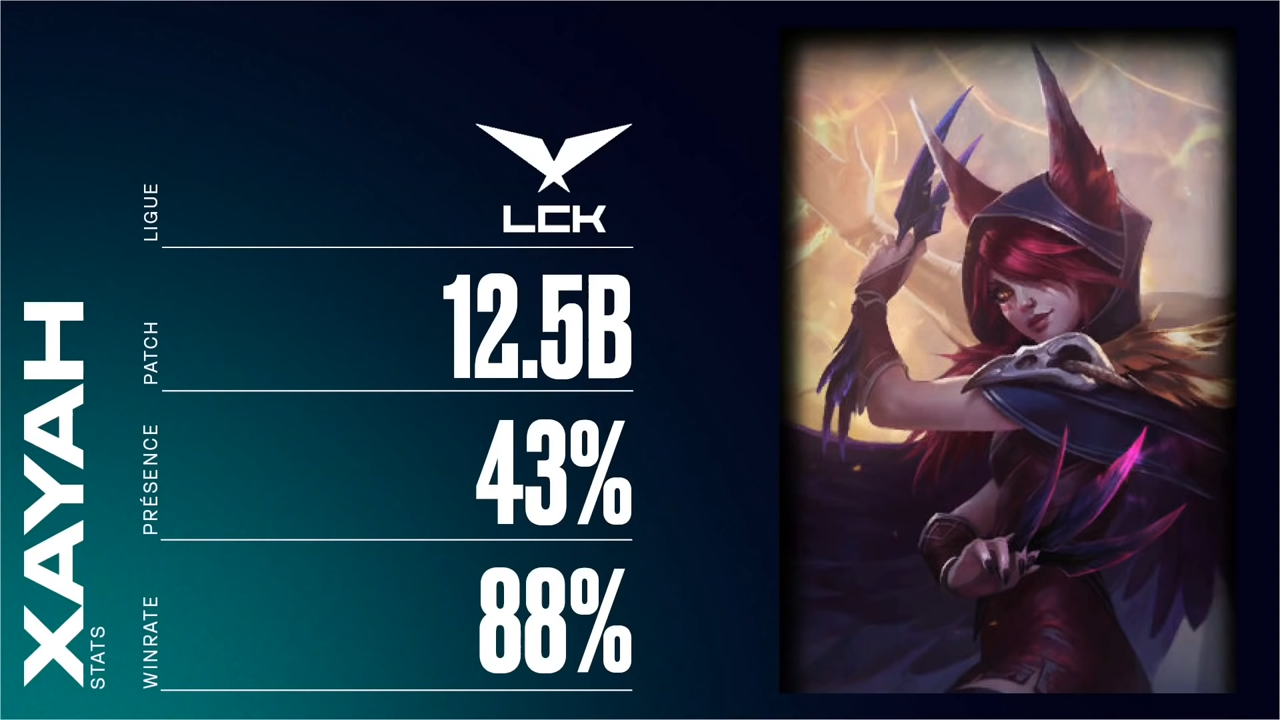 XAYAH
STATS
LIGUE
LCK
PATCH
12.5B
PRÉSENCE
43%
WINRATE
88%